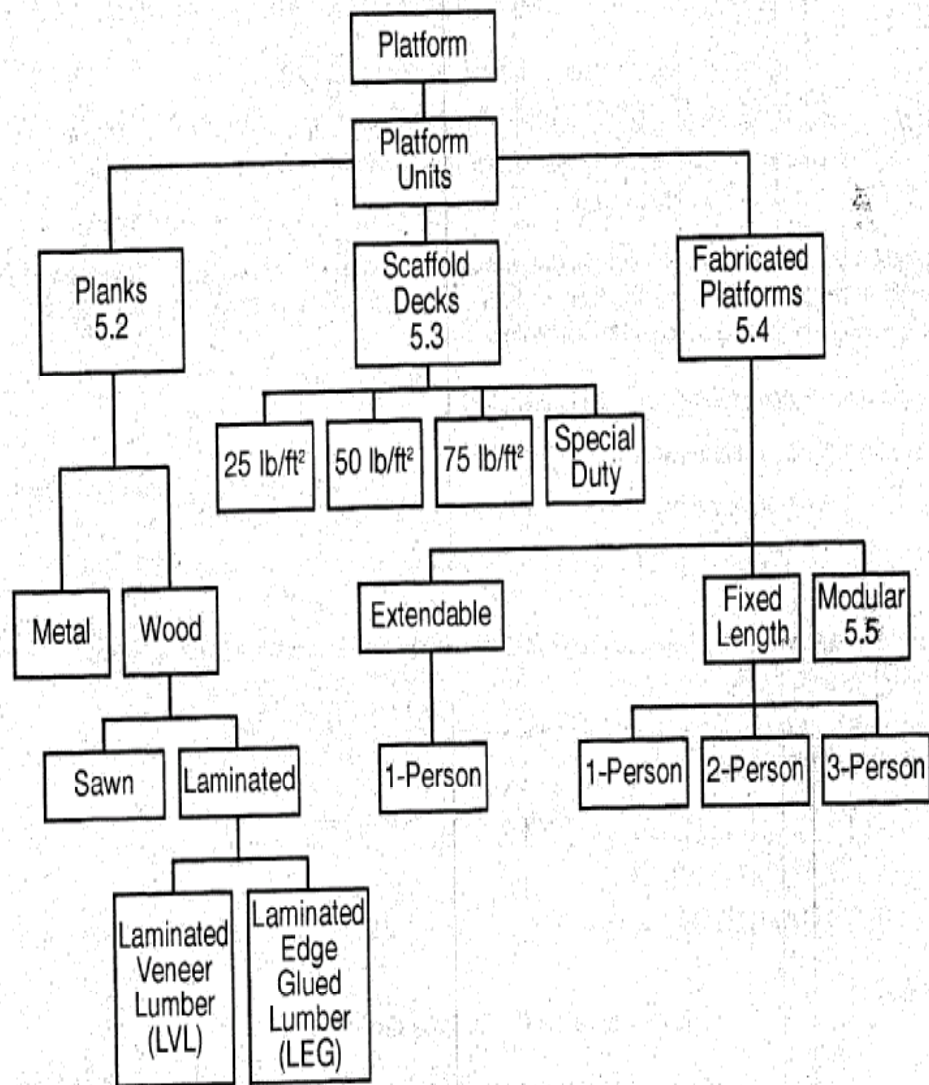 Platform
Platform
Units
Planks
5.2
Scaffold
Decks
5.3
Fabricated
Platforms
5.4
25 lb/ft²
50 lb/ft²
75 lb/ft²
Special
Duty
Metal
Wood
Extendable
Fixed
Length
Modular
5.5
Sawn
Laminated
1-Person
1-Person
2-Person
3-Person
Laminated
Veneer
Lumber
(LVL)
Laminated
Edge
Glued
Lumber
(LEG)